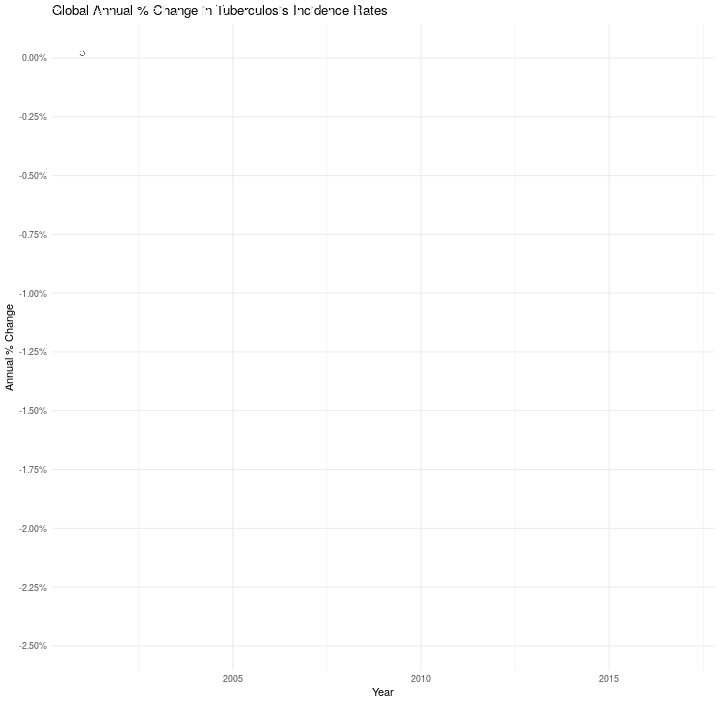 Global Annual % Change in Tuberculosis Incidence Rates
0.00%
-0.25%
-0.50%
-0.75%
-1.00%
-1.25%
-1.50%
-1.75%
-2.00%
-2.25%
-2.50%
Annual % Change
2005 2010 2015
Year